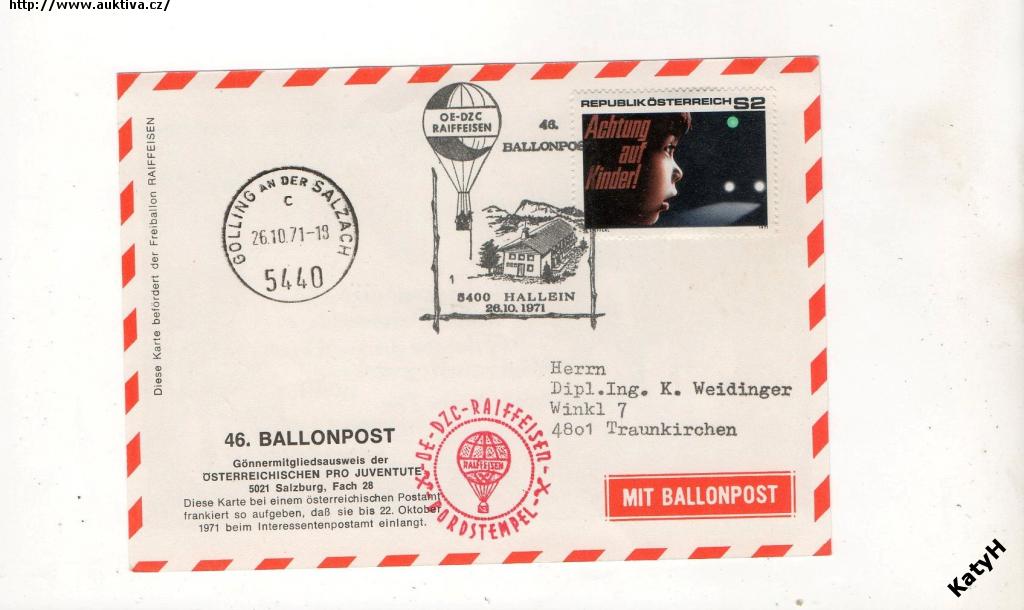 http://www.auktiva.cz/
Diese Karte befördert der Freiballon RAIFFEISEN
GOLLING AN DER SALZACH
C
26.10.71-19
5440
OE-DZC
RAIFFEISEN
46.
BALLONPOS
1
5400 HALLEIN
26.10.1971
REPUBLIK ÖSTERREICH S2
Achtung
auf
Kinder!
Herrn
Dipl.Ing. K. Weidinger
Winkl 7
4801 Traunkirchen
46. BALLONPOST
Gönnermitgliedsausweis der
ÖSTERREICHISCHEN PRO JUVENTUTE
5021 Salzburg, Fach 28
Diese Karte bei einem österreichischen Postamt
frankiert so aufgeben, daß sie bis 22. Oktober
1971 beim Interessentenpostamt einlangt.
OE-DZC-RAIFFEISEN-
RAIFFEISEN
BORDSTEMPEL-
MIT BALLONPOST
KatyH